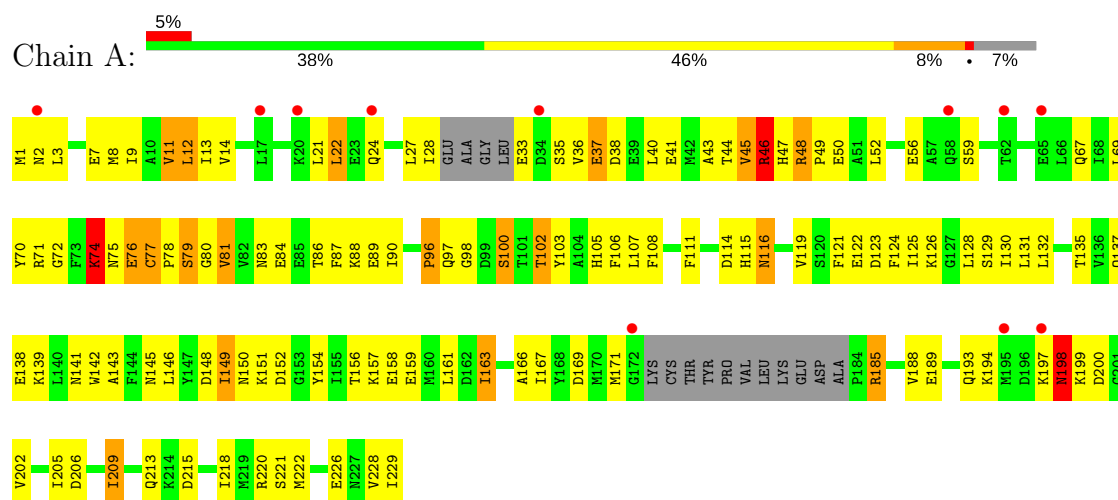 5%
Chain A:
38% 46% 8% • 7%
M1 N2 L3 E7 M8 I9 A10 V11 L12 I13 V14 L17 K20 L21 L22 E23 Q24 L27 I28 GLU ALA GLY LEU E33 D34 S35 V36 E37 D38 E39 L40 E41 M42 A43 T44 V45 R46 H47 R48 P49 E50 A51 L52 E56 A57 Q58 S59 T62 E65 L66 Q67 I68 L69
Y70 R71 G72 F73 K74 N75 E76 C77 P78 S79 G80 V81 V82 N83 E84 E85 T86 F87 K88 E89 I90 P96 Q97 G98 D99 S100 T101 T102 Y103 A104 H105 F106 L107 F108 F111 D114 H115 N116 V119 S120 F121 E122 D123 F124 I125 K126 G127 L128 S129 I130 L131 L132 T135 V136 Q137
E138 K139 L140 N141 W142 A143 F144 N145 L146 Y147 D148 I149 N150 K151 D152 G153 Y154 I155 T156 K157 E158 E159 M160 L161 D162 I163 A166 I167 Y168 D169 M170 M171 G172 LYS CYS THR TYR PRO VAL LEU LYS GLU ASP ALA P184 R185 V188 E189 Q193 K194 M195 D196 K197 N198 K199 D200 G201
V202 I205 D206 I209 Q213 K214 D215 I218 M219 R220 S221 M222 E226 N227 V228 I229